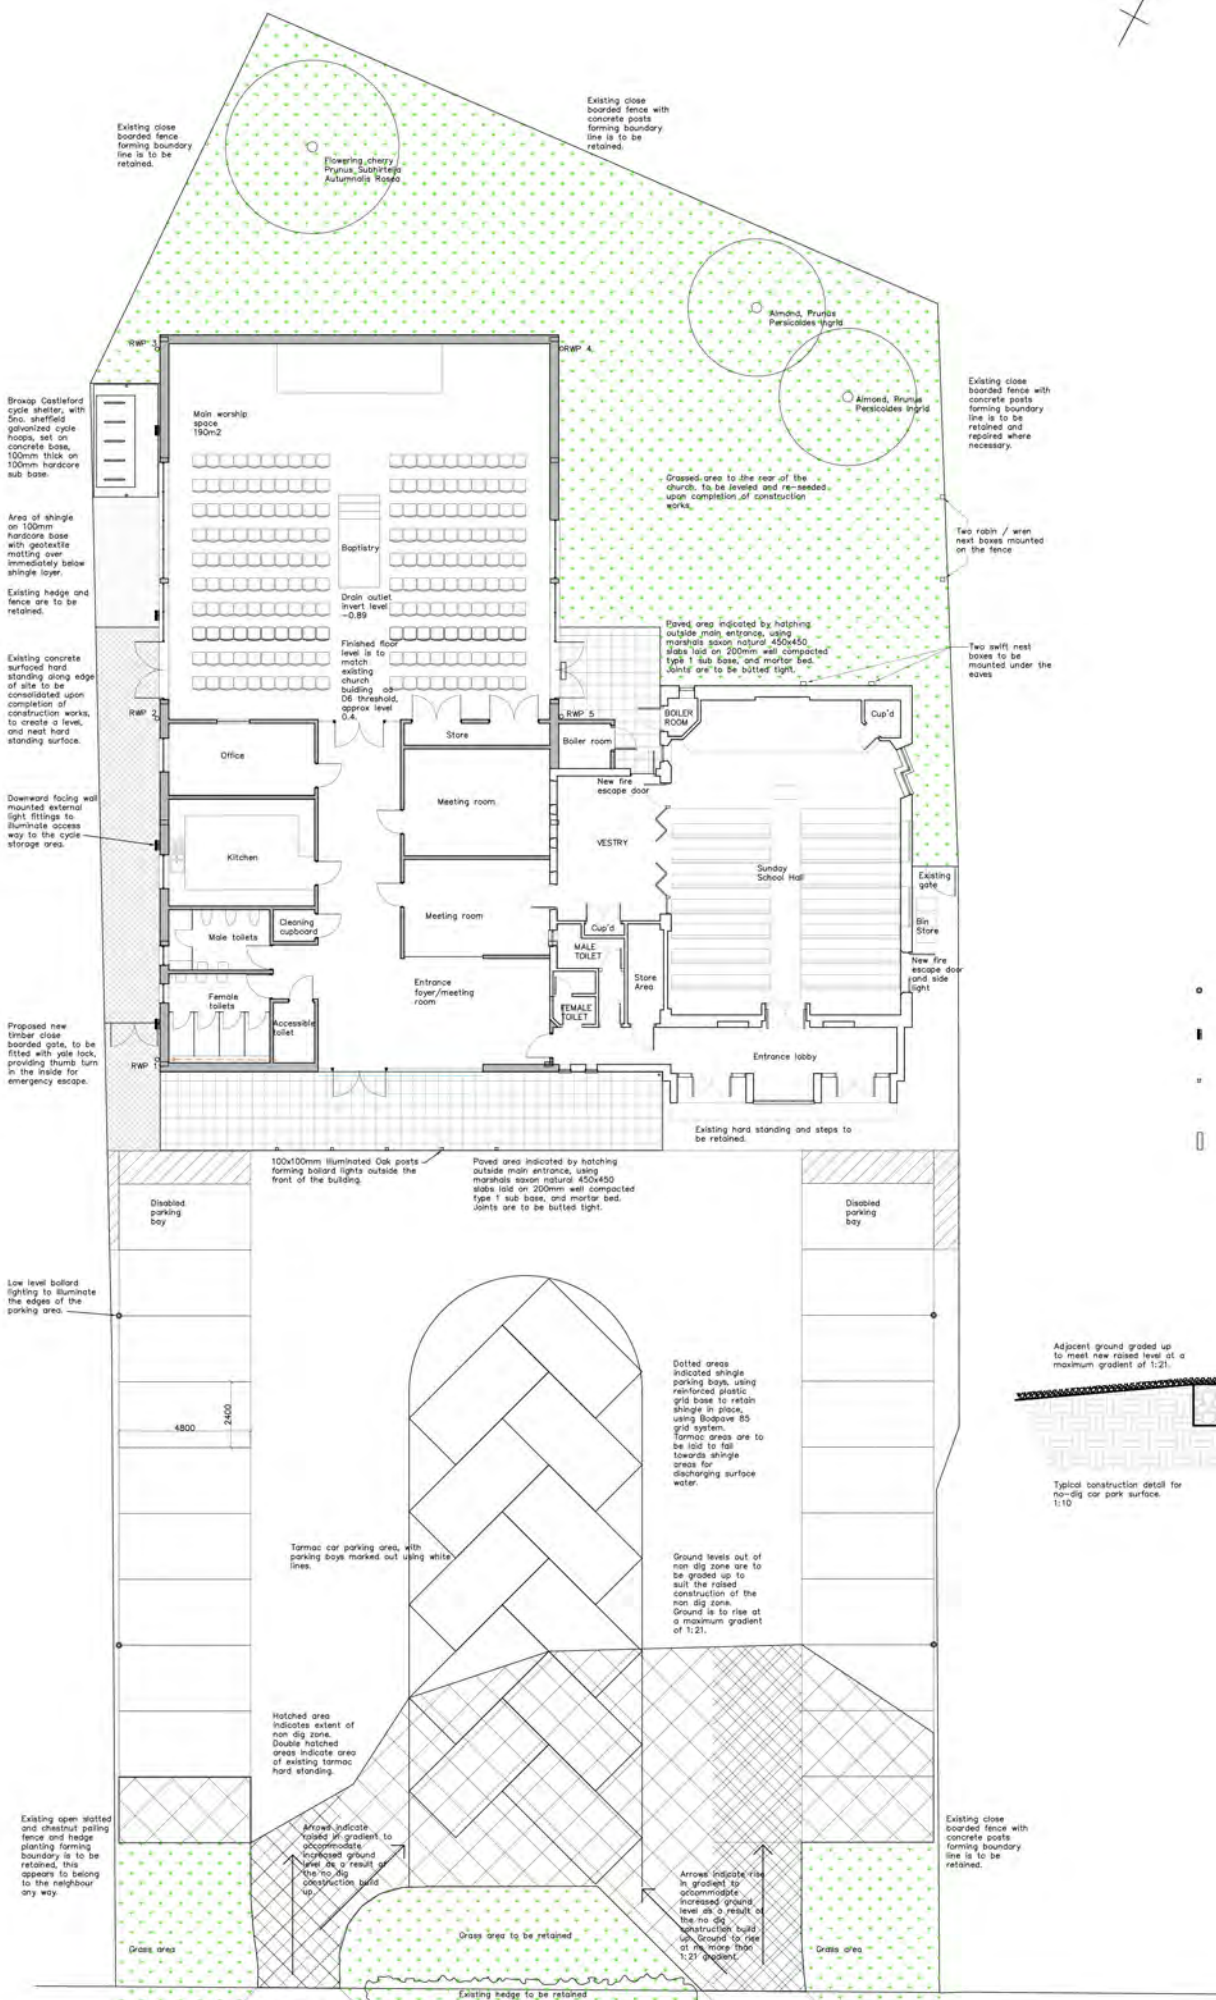 Existing close
boarded fence
forming boundary
line is to be
retained.
Existing close
boarded fence with
concrete posts
forming boundary
line is to be
retained.
Flowering cherry
Prunus Subhirtella
Autumnalis Rosea
Almond, Prunus
Persicoides Ingrid
Almond, Prunus
Persicoides Ingrid
Existing close
boarded fence with
concrete posts
forming boundary
line is to be
retained and
repaired where
necessary.
RWP 3
RWP 4
Broxap Castleford
cycle shelter, with
5no. sheffield
galvanized cycle
hoops, set on
concrete base,
100mm thick on
100mm hardcore
sub base.
Main worship
space
190m2
Grassed area to the rear of the
church, to be leveled and re-seeded
upon completion of construction
works.
Area of shingle
on 100mm
hardcore base
with geotextile
matting over
immediately below
shingle layer.
Existing hedge and
fence are to be
retained.
Baptistry
Two robin / wren
next boxes mounted
on the fence
Drain outlet
invert level
-0.89
Finished floor
level is to
match
existing
church
building od
D6 threshold,
approx level
0.4.
Paved area indicated by hatching
outside main entrance, using
marshals saxon natural 450x450
slabs laid on 200mm well compacted
type 1 sub base, and mortar bed.
Joints are to be butted tight.
Two swift nest
boxes to be
mounted under the
eaves
Existing concrete
surfaced hard
standing along edge
of site to be
consolidated upon
completion of
construction works,
to create a level,
and neat hard
standing surface.
RWP 2
RWP 5
BOILER
ROOM
Cup'd
Store
Boiler room
Office
New fire
escape door
Downward facing wall
mounted external
light fittings to
illuminate access
way to the cycle
storage area.
Meeting room
VESTRY
Kitchen
Sunday
School Hall
Existing
gate
Meeting room
Cleaning
cupboard
Male toilets
Cup'd
MALE
TOILET
Bin
Store
Store
Area
New fire
escape door
and side
light
Entrance
foyer/meeting
room
Female
toilets
FEMALE
TOILET
Accessible
toilet
Proposed new
timber close
boarded gate, to be
fitted with yale lock,
providing thumb turn
in the inside for
emergency escape.
RWP 1
Entrance lobby
Existing hard standing and steps to
be retained.
100x100mm illuminated Oak posts
forming bollard lights outside the
front of the building.
Paved area indicated by hatching
outside main entrance, using
marshals saxon natural 450x450
slabs laid on 200mm well compacted
type 1 sub base, and mortar bed.
Joints are to be butted tight.
Disabled
parking
bay
Disabled
parking
bay
Low level bollard
lighting to illuminate
the edges of the
parking area.
Adjacent ground graded up
to meet new raised level at a
maximum gradient of 1:21.
Dotted areas
indicated shingle
parking bays, using
reinforced plastic
grid base to retain
shingle in place,
using Bodpave 85
grid system.
Tarmac areas are to
be laid to fall
towards shingle
areas for
discharging surface
water.
4800
2400
Typical construction detail for
no-dig car park surface.
1:10
Tarmac car parking area, with
parking bays marked out using white
lines.
Ground levels out of
non dig zone are to
be graded up to
suit the raised
construction of the
non dig zone.
Ground is to rise at
a maximum gradient
of 1:21.
Hatched area
indicates extent of
non dig zone.
Double hatched
areas indicate area
of existing tarmac
hard standing.
Existing open slatted
and chestnut paling
fence and hedge
planting forming
boundary is to be
retained, this
appears to belong
to the neighbour
any way.
Arrows indicate
raised in gradient to
accommodate
increased ground
level as a result of
the no dig
construction build
up.
Arrows indicate rise
in gradient to
accommodate
increased ground
level as a result of
the no dig
construction build
up. Ground to rise
at no more than
1:21 gradient.
Existing close
boarded fence with
concrete posts
forming boundary
line is to be
retained.
Grass area
Grass area to be retained
Grass area
Existing hedge to be retained